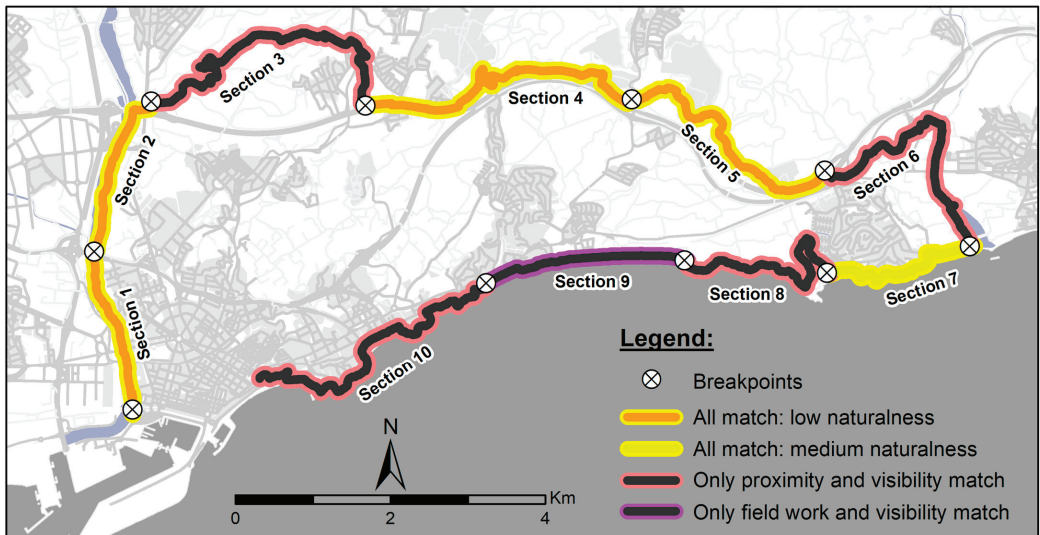 Section 3
Section 4
Section 2
Section 5
Section 6
Section 1
Section 9
Section 8
Section 7
Section 10
Legend:
Breakpoints
All match: low naturalness
All match: medium naturalness
Only proximity and visibility match
Only field work and visibility match
N
Km
0 2 4